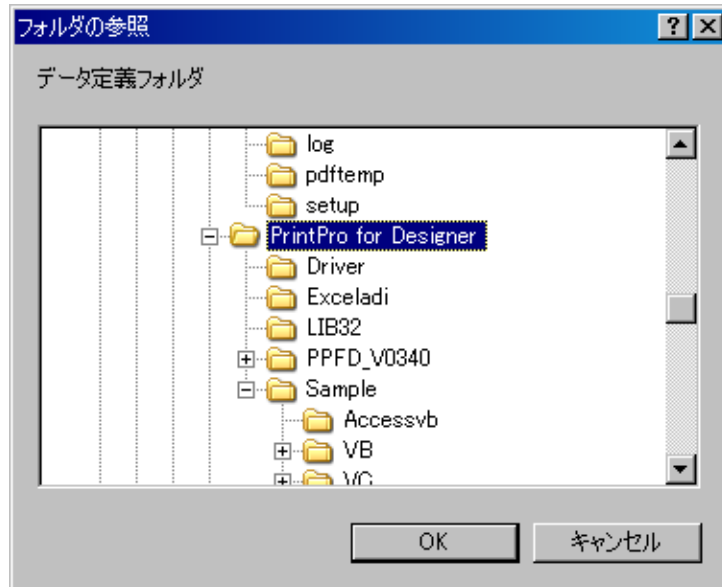 フォルダの参照
データ定義フォルダ
log
pdftemp
setup
PrintPro for Designer
Driver
Exceladi
LIB32
PPFD_V0340
Sample
Accessvb
VB
VC
OK キャンセル